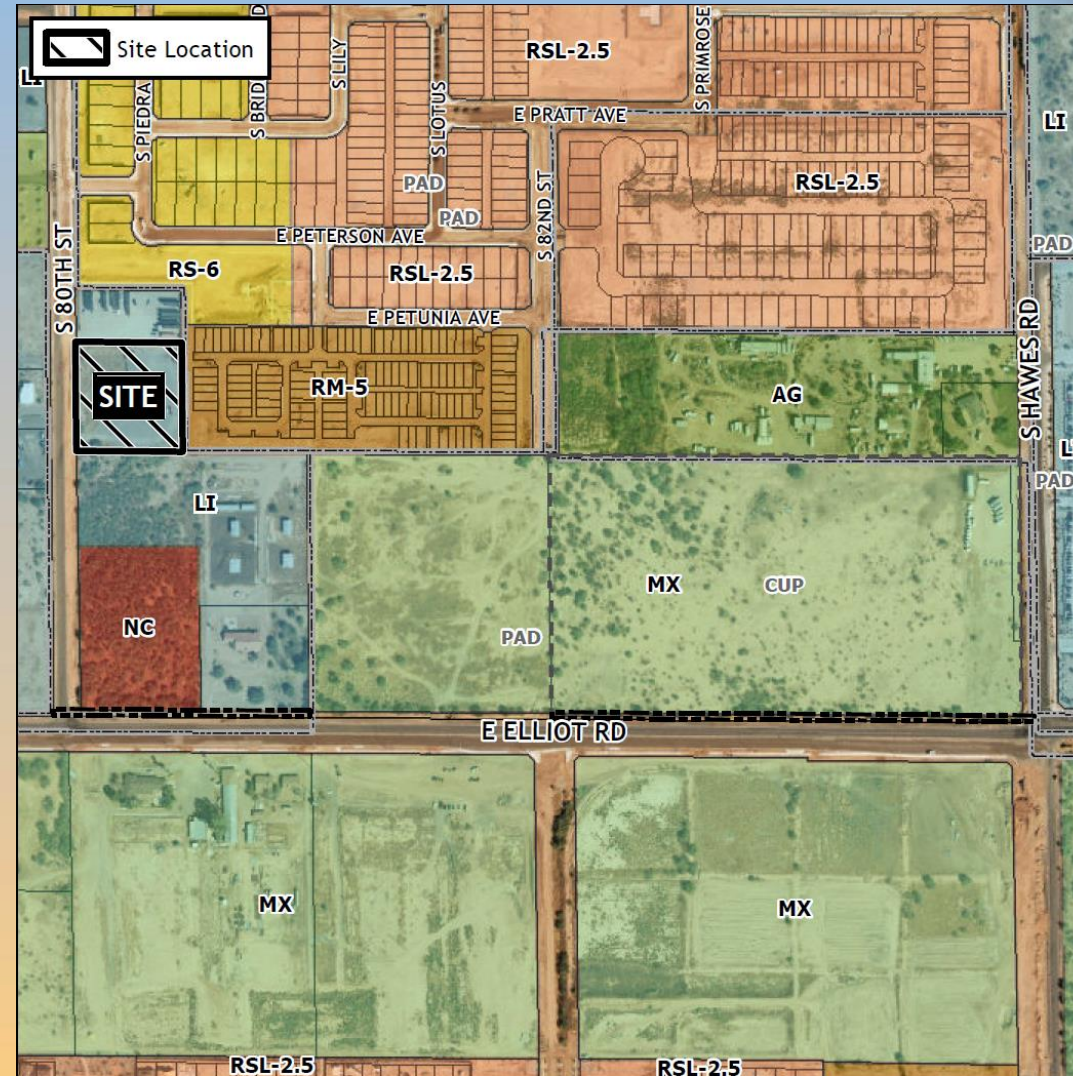 Site Location
LI
S PIEDRA
S BRID
D
S LILY
S LOTUS
RSL-2.5
S PRIMROSE
E PRATT AVE
LI
PAD
PAD
S 82ND ST
RSL-2.5
S 80TH ST
E PETERSON AVE
RS-6
RSL-2.5
PAD
E PETUNIA AVE
S HAWES RD
SITE
RM-5
AG
LI
L
PAD
MX
CUP
NC
PAD
E ELLIOT RD
MX
MX
RSL-2.5
RSL-2.5